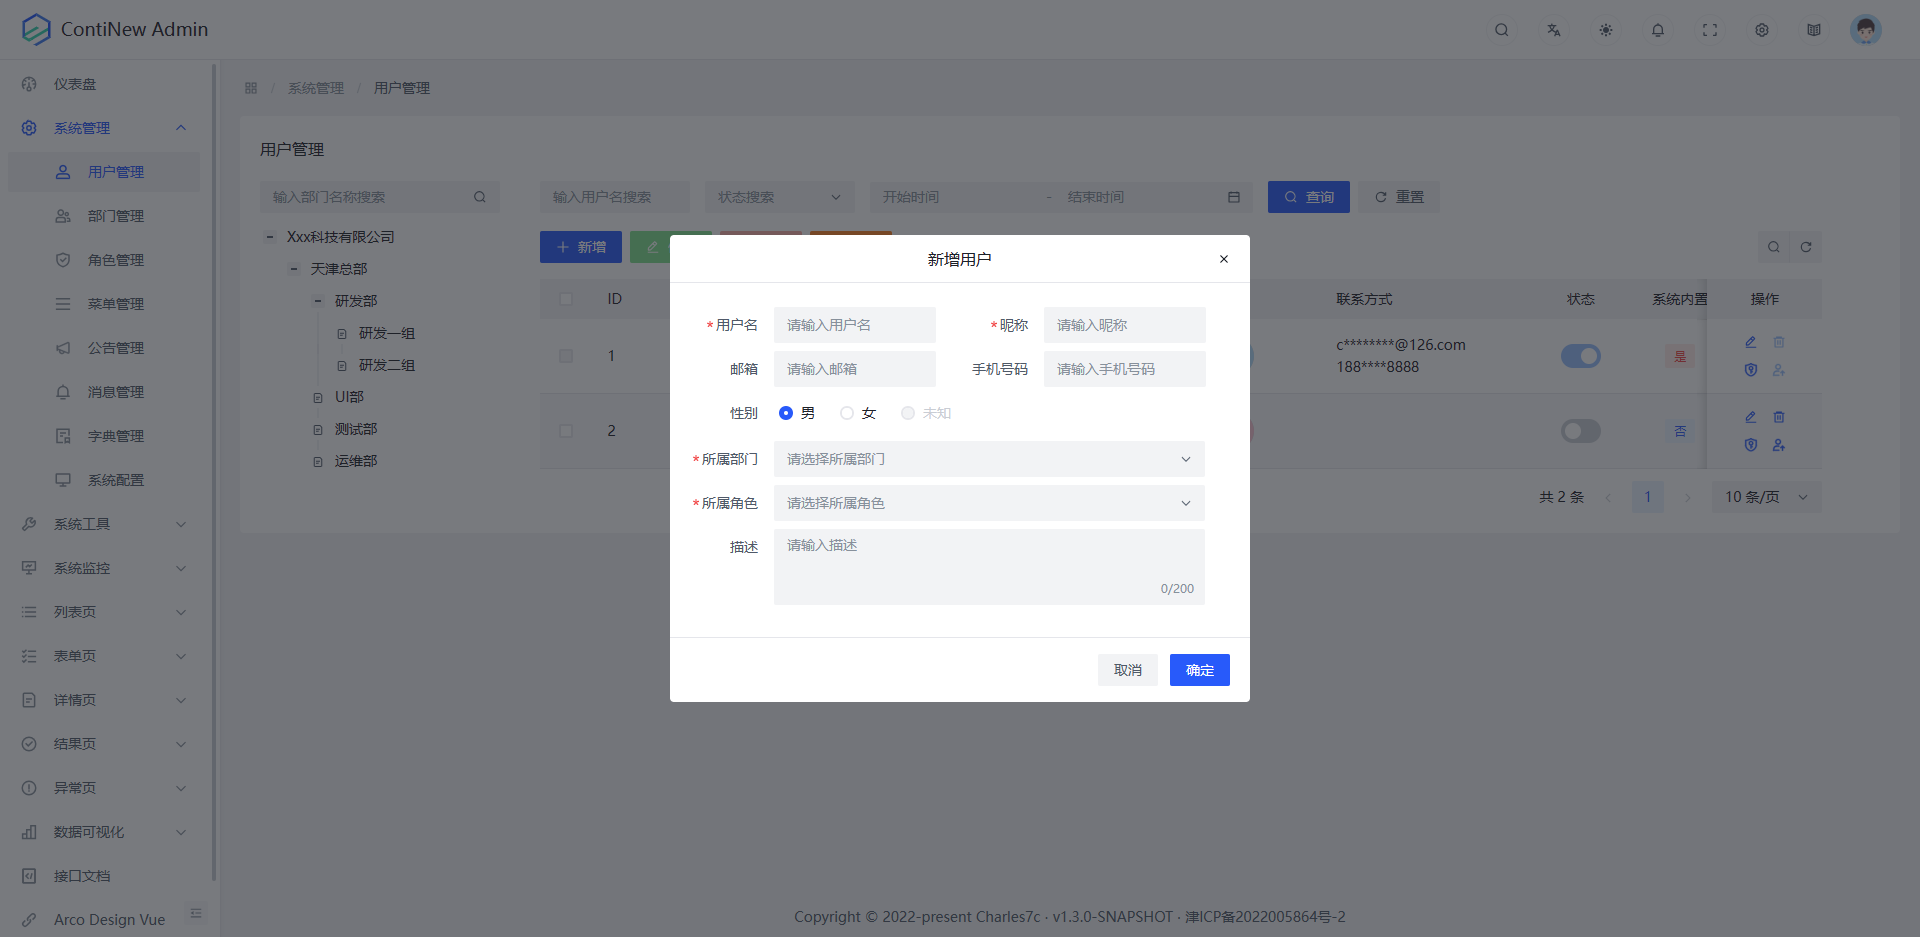 ContiNew Admin
仪表盘
系统管理
用户管理
部门管理
角色管理
菜单管理
公告管理
消息管理
字典管理
系统配置
系统工具
系统监控
列表页
表单页
详情页
结果页
异常页
数据可视化
接口文档
Arco Design Vue
/ 系统管理 / 用户管理
用户管理
输入部门名称搜索
Xxx科技有限公司
天津总部
研发部
研发一组
研发二组
UI部
测试部
运维部
输入用户名搜索 状态搜索 开始时间 - 结束时间 查询 重置
新增
ID 联系方式 状态 系统内置 操作
1 c********@126.com 是
188****8888
2 否
共 2 条 1 10 条/页
新增用户
*用户名 请输入用户名 *昵称 请输入昵称
邮箱 请输入邮箱 手机号码 请输入手机号码
性别 男 女 未知
*所属部门 请选择所属部门
*所属角色 请选择所属角色
描述 请输入描述
0/200
取消 确定
Copyright © 2022-present Charles7c · v1.3.0-SNAPSHOT · 津ICP备2022005864号-2